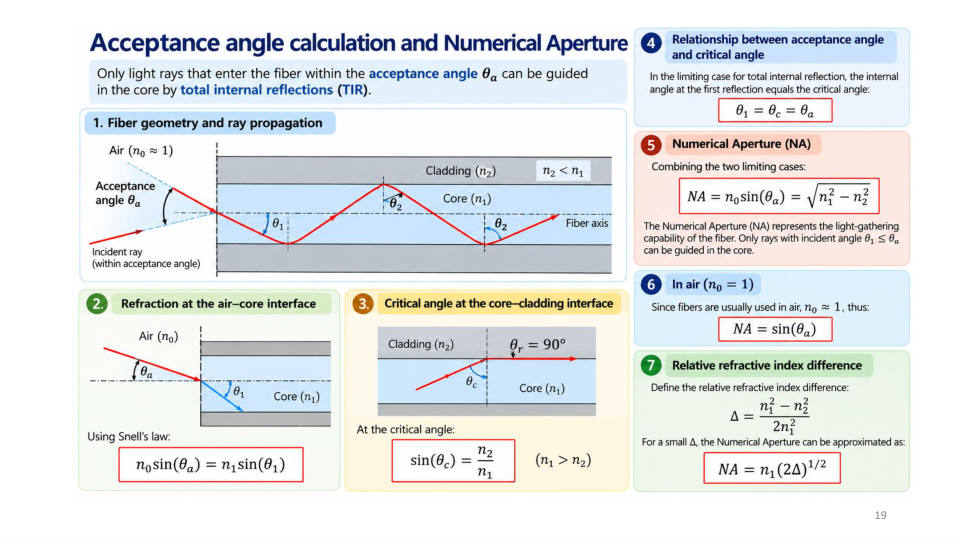 Acceptance angle calculation and Numerical Aperture
Only light rays that enter the fiber within the acceptance angle θₐ can be guided
in the core by total internal reflections (TIR).
1. Fiber geometry and ray propagation
Air (n₀ ≈ 1)
Cladding (n₂)
n₂ < n₁
Acceptance
angle θₐ
Core (n₁)
θ₂
θ₁
θ₂
Fiber axis
Incident ray
(within acceptance angle)
2. Refraction at the air–core interface
Air (n₀)
θₐ
θ₁
Core (n₁)
Using Snell's law:
n₀sin(θₐ) = n₁sin(θ₁)
3. Critical angle at the core–cladding interface
Cladding (n₂)
θᵣ = 90°
θ_c
Core (n₁)
At the critical angle:
sin(θ_c) = n₂/n₁ (n₁ > n₂)
4 Relationship between acceptance angle
and critical angle
In the limiting case for total internal reflection, the internal
angle at the first reflection equals the critical angle:
θ₁ = θ_c = θₐ
5 Numerical Aperture (NA)
Combining the two limiting cases:
NA = n₀sin(θₐ) = √(n₁² − n₂²)
The Numerical Aperture (NA) represents the light-gathering
capability of the fiber. Only rays with incident angle θ₁ ≤ θₐ
can be guided in the core.
6 In air (n₀ = 1)
Since fibers are usually used in air, n₀ ≈ 1, thus:
NA = sin(θₐ)
7 Relative refractive index difference
Define the relative refractive index difference:
Δ = (n₁² − n₂²)/(2n₁²)
For a small Δ, the Numerical Aperture can be approximated as:
NA = n₁(2Δ)^1/2
19